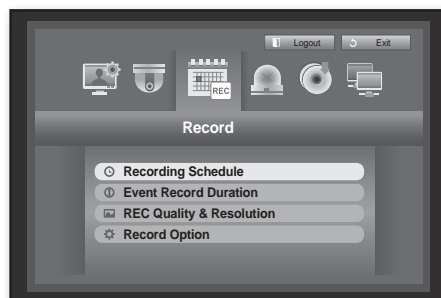 Logout Exit
REC
Record
Recording Schedule
Event Record Duration
REC Quality & Resolution
Record Option